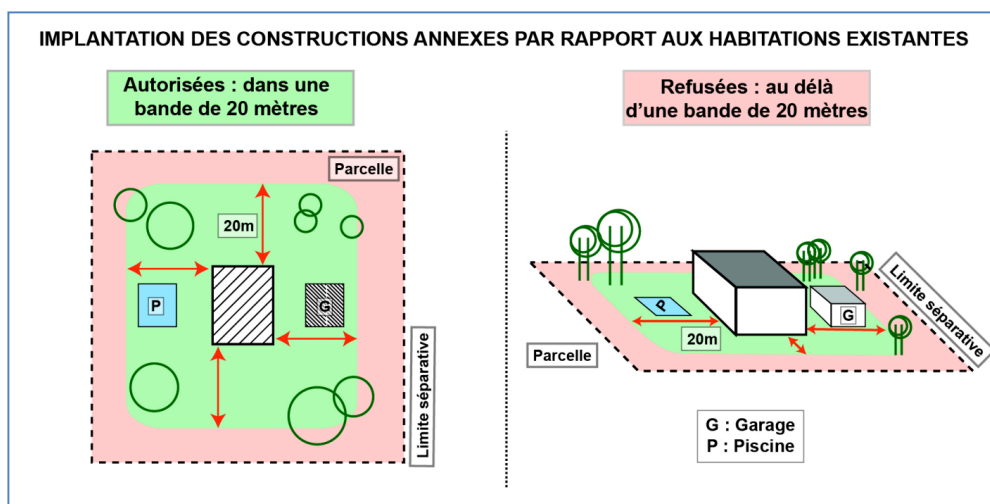 IMPLANTATION DES CONSTRUCTIONS ANNEXES PAR RAPPORT AUX HABITATIONS EXISTANTES
Autorisées : dans une
bande de 20 mètres
Refusées : au délà
d'une bande de 20 mètres
Parcelle
20m
P
G
Limite séparative
Limite séparative
P
G
20m
Parcelle
G : Garage
P : Piscine